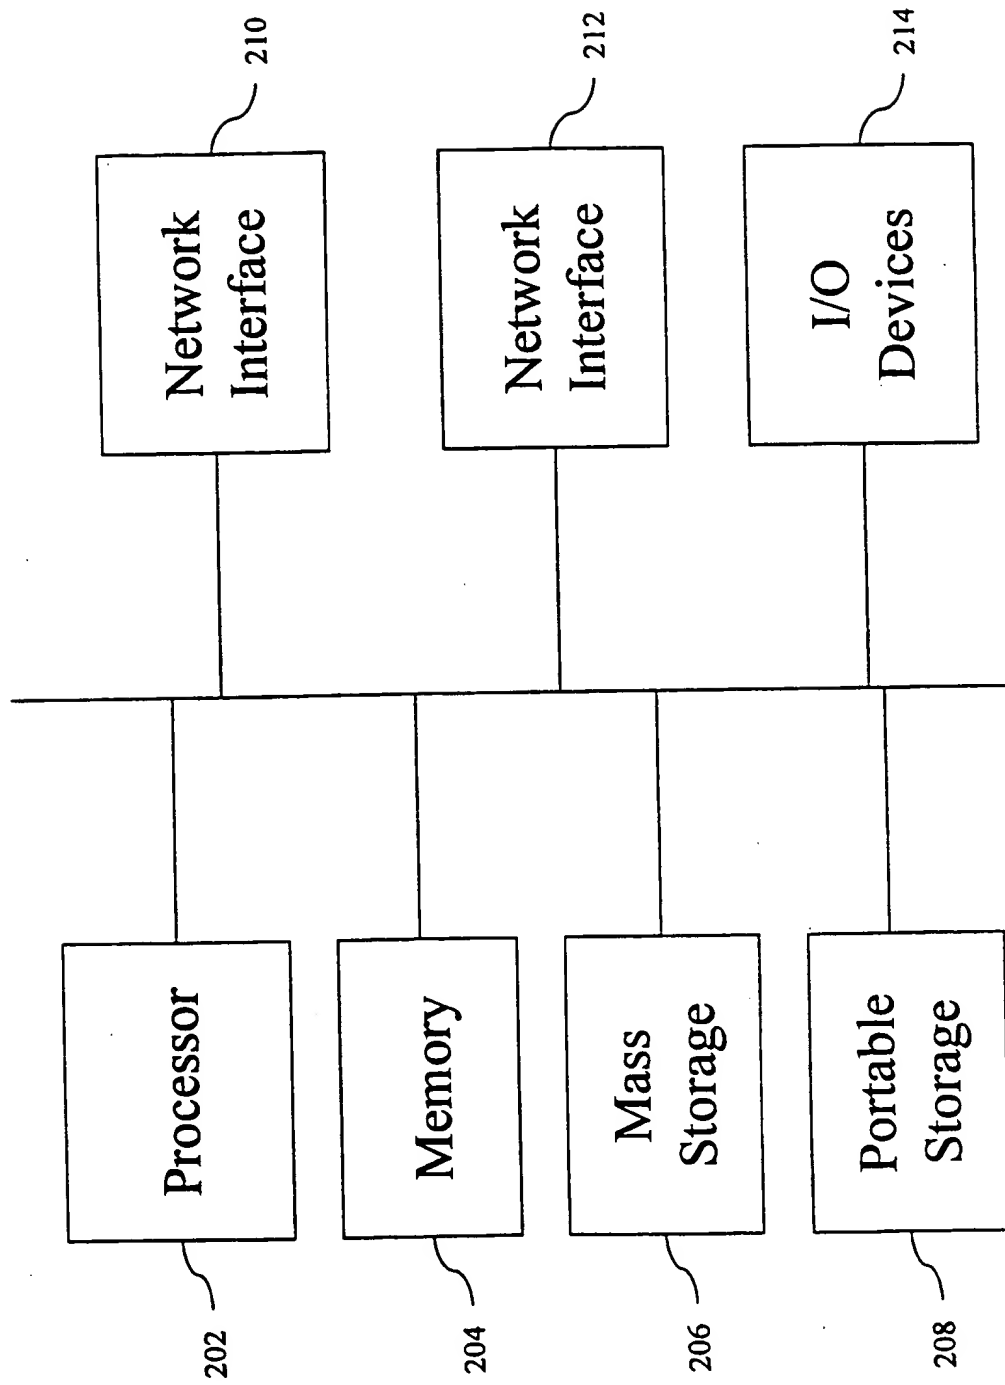 202
Processor
204
Memory
206
Mass
Storage
208
Portable
Storage
Network
Interface
210
Network
Interface
212
I/O
Devices
214